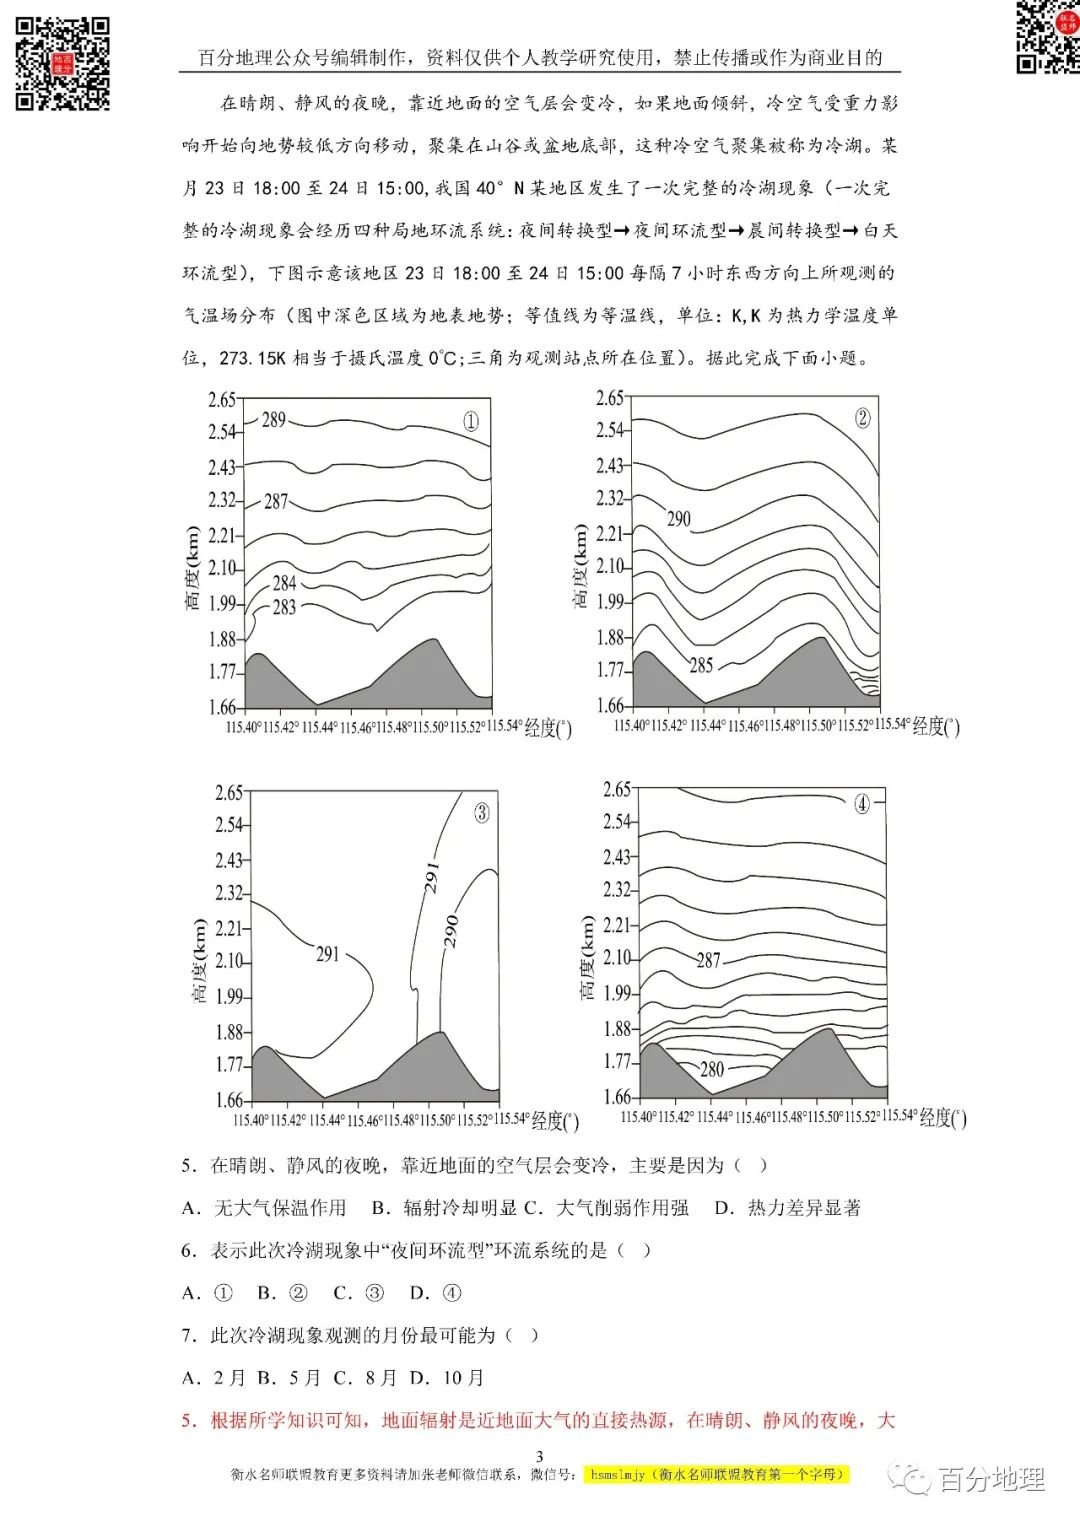 百分地理公众号编辑制作，资料仅供个人教学研究使用，禁止传播或作为商业目的
在晴朗、静风的夜晚，靠近地面的空气层会变冷，如果地面倾斜，冷空气受重力影
响开始向地势较低方向移动，聚集在山谷或盆地底部，这种冷空气聚集被称为冷湖。某
月23日18:00至24日15:00,我国40°N某地区发生了一次完整的冷湖现象（一次完
整的冷湖现象会经历四种局地环流系统:夜间转换型→夜间环流型→晨间转换型→白天
环流型)，下图示意该地区23日18:00至24日15:00每隔7小时东西方向上所观测的
气温场分布（图中深色区域为地表地势；等值线为等温线，单位：K,K为热力学温度单
位，273.15K相当于摄氏温度0℃;三角为观测站点所在位置)。据此完成下面小题。
①
高度(km)
2.65
2.54
2.43
2.32
2.21
2.10
1.99
1.88
1.77
1.66
289
287
284
283
115.40° 115.42° 115.44° 115.46° 115.48° 115.50° 115.52° 115.54° 经度(°)
②
高度(km)
2.65
2.54
2.43
2.32
2.21
2.10
1.99
1.88
1.77
1.66
290
285
115.40° 115.42° 115.44° 115.46° 115.48° 115.50° 115.52° 115.54° 经度(°)
③
高度(km)
2.65
2.54
2.43
2.32
2.21
2.10
1.99
1.88
1.77
1.66
291
291
290
115.40° 115.42° 115.44° 115.46° 115.48° 115.50° 115.52° 115.54° 经度(°)
④
高度(km)
2.65
2.54
2.43
2.32
2.21
2.10
1.99
1.88
1.77
1.66
287
280
115.40° 115.42° 115.44° 115.46° 115.48° 115.50° 115.52° 115.54° 经度(°)
5．在晴朗、静风的夜晚，靠近地面的空气层会变冷，主要是因为（ ）
A．无大气保温作用 B．辐射冷却明显 C．大气削弱作用强 D．热力差异显著
6．表示此次冷湖现象中“夜间环流型”环流系统的是（ ）
A．① B．② C．③ D．④
7．此次冷湖现象观测的月份最可能为（ ）
A．2月 B．5月 C．8月 D．10月
5．根据所学知识可知，地面辐射是近地面大气的直接热源，在晴朗、静风的夜晚，大
3
衡水名师联盟教育更多资料请加张老师微信联系，微信号： hsmslmjy（衡水名师联盟教育第一个字母）
百分地理